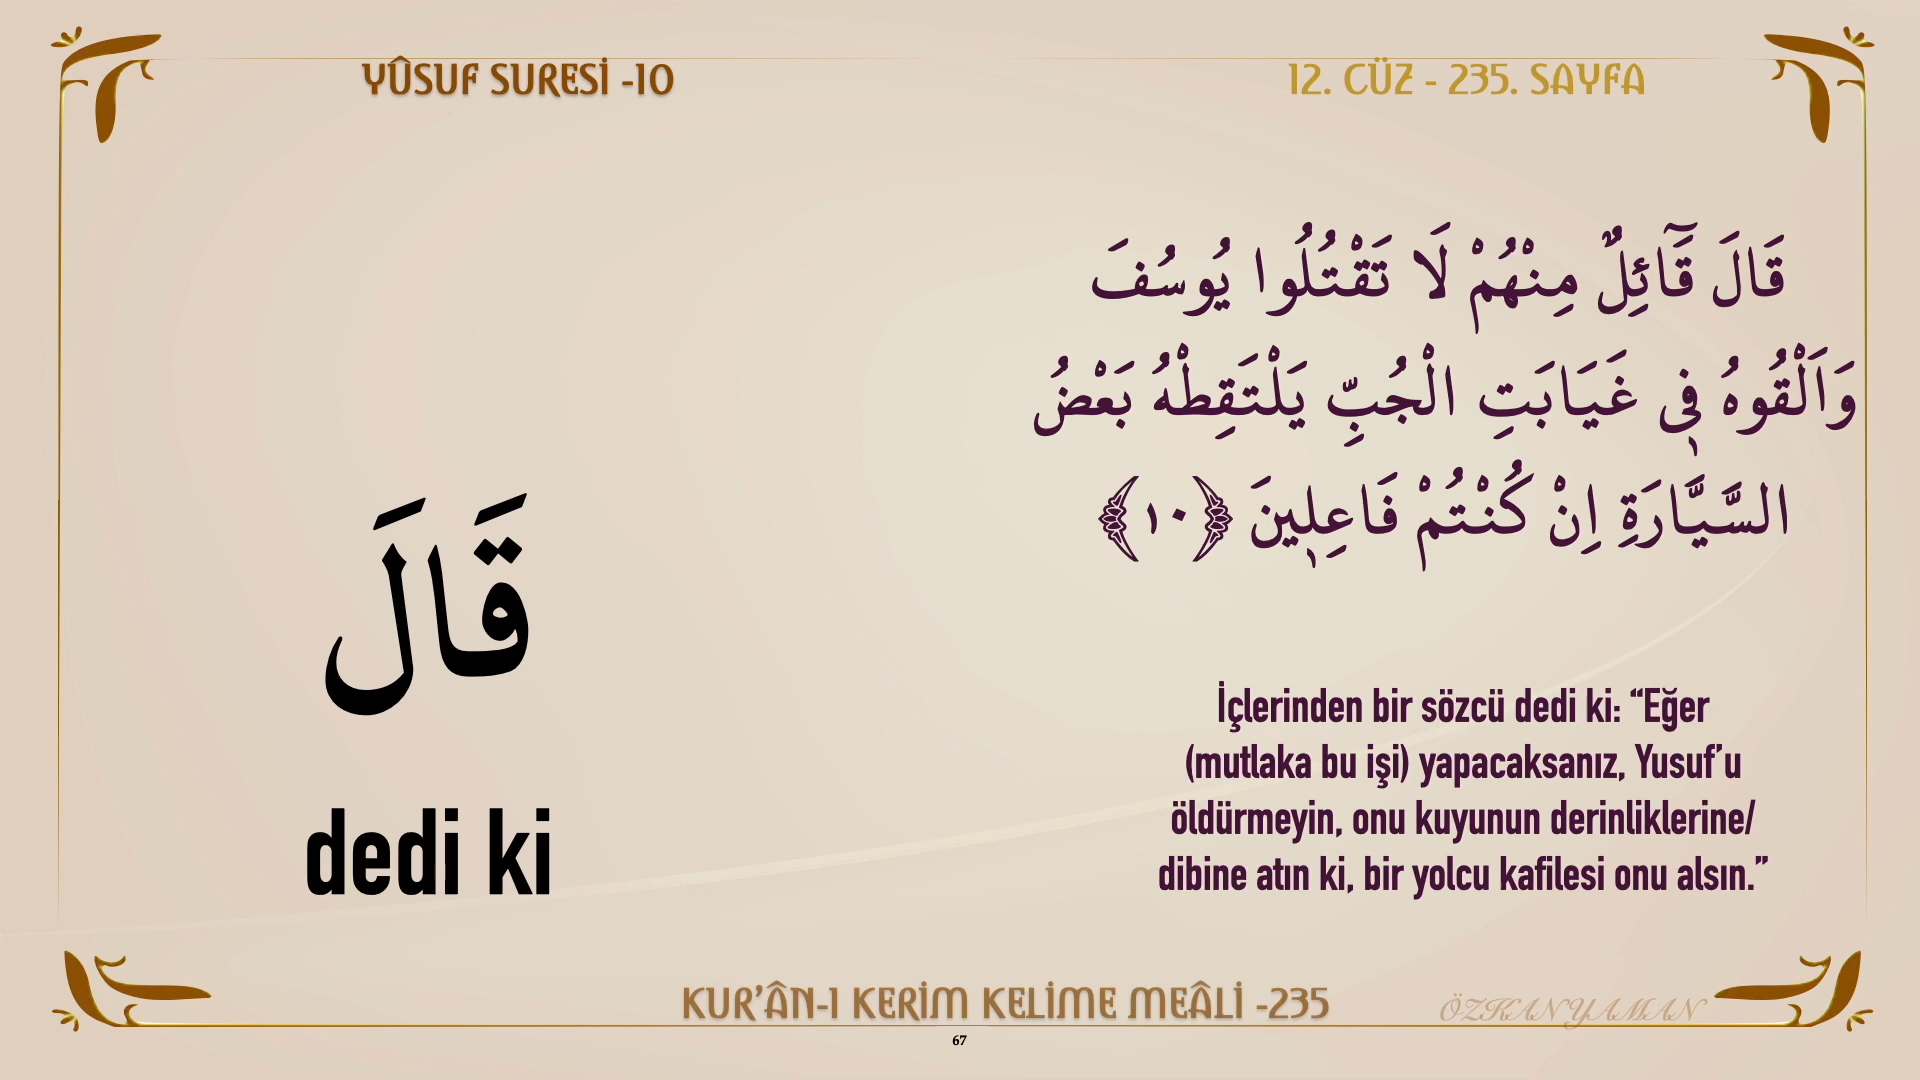 YÛSUF SURESİ -10
12. CÜZ - 235. SAYFA
قَالَ قَٓائِلٌ مِنْهُمْ لَا تَقْتُلُوا يُوسُفَ
وَاَلْقُوهُ ف۪ي غَيَابَتِ الْجُبِّ يَلْتَقِطْهُ بَعْضُ
السَّيَّارَةِ اِنْ كُنْتُمْ فَاعِل۪ينَ ﴿١٠﴾
قَالَ
dedi ki
İçlerinden bir sözcü dedi ki: “Eğer
(mutlaka bu işi) yapacaksanız, Yusuf’u
öldürmeyin, onu kuyunun derinliklerine/
dibine atın ki, bir yolcu kafilesi onu alsın.”
KUR’ÂN-I KERİM KELİME MEÂLİ -235
ÖZKAN YAMAN
67